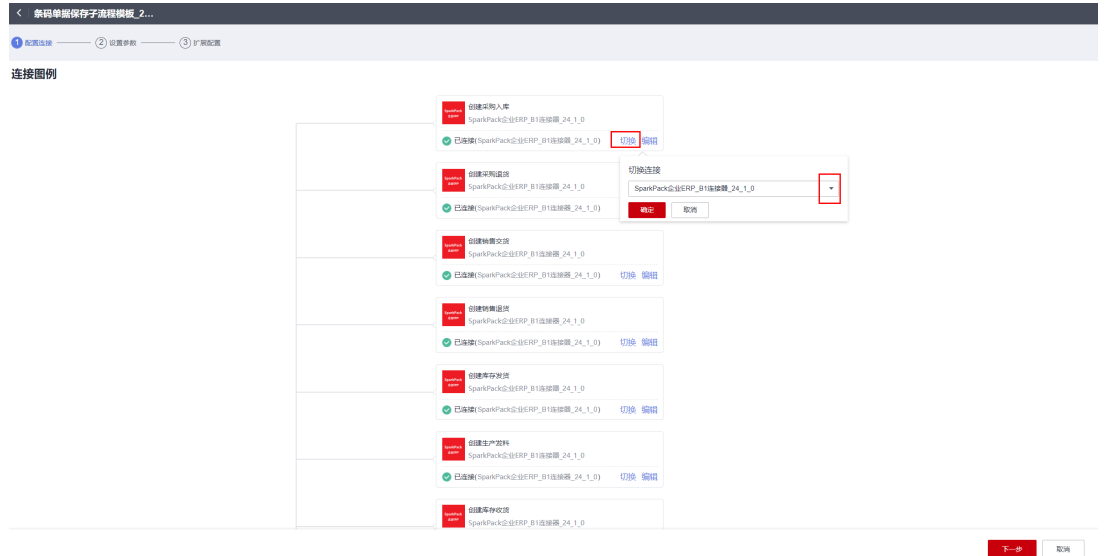 条码单据保存子流程模板_2...
1 配置连接 2 设置参数 3 扩展配置
连接图例
SparkPack 创建采购入库
SparkPack企业ERP_B1连接器_24_1_0
已连接(SparkPack企业ERP_B1连接器_24_1_0) 切换 编辑
切换连接
SparkPack企业ERP_B1连接器_24_1_0
确定 取消
SparkPack 创建采购退货
SparkPack企业ERP_B1连接器_24_1_0
已连接(SparkPack企业ERP_B1连接器_24_1_0)
SparkPack 创建销售交货
SparkPack企业ERP_B1连接器_24_1_0
已连接(SparkPack企业ERP_B1连接器_24_1_0) 切换 编辑
SparkPack 创建销售退货
SparkPack企业ERP_B1连接器_24_1_0
已连接(SparkPack企业ERP_B1连接器_24_1_0) 切换 编辑
SparkPack 创建库存发货
SparkPack企业ERP_B1连接器_24_1_0
已连接(SparkPack企业ERP_B1连接器_24_1_0) 切换 编辑
SparkPack 创建生产发料
SparkPack企业ERP_B1连接器_24_1_0
已连接(SparkPack企业ERP_B1连接器_24_1_0) 切换 编辑
SparkPack 创建库存收货
SparkPack企业ERP_B1连接器_24_1_0
下一步 取消